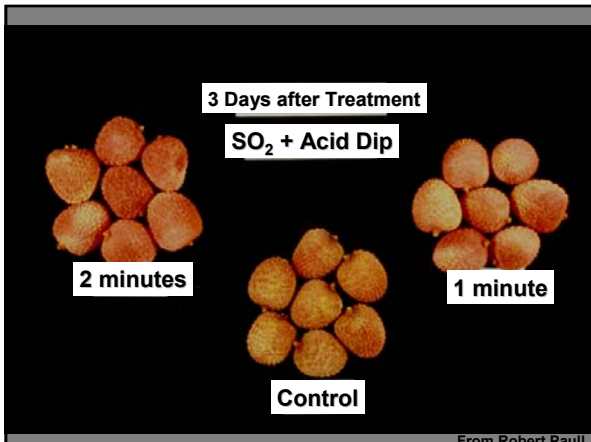 3 Days after Treatment
SO₂ + Acid Dip
2 minutes
1 minute
Control
From Robert Paull